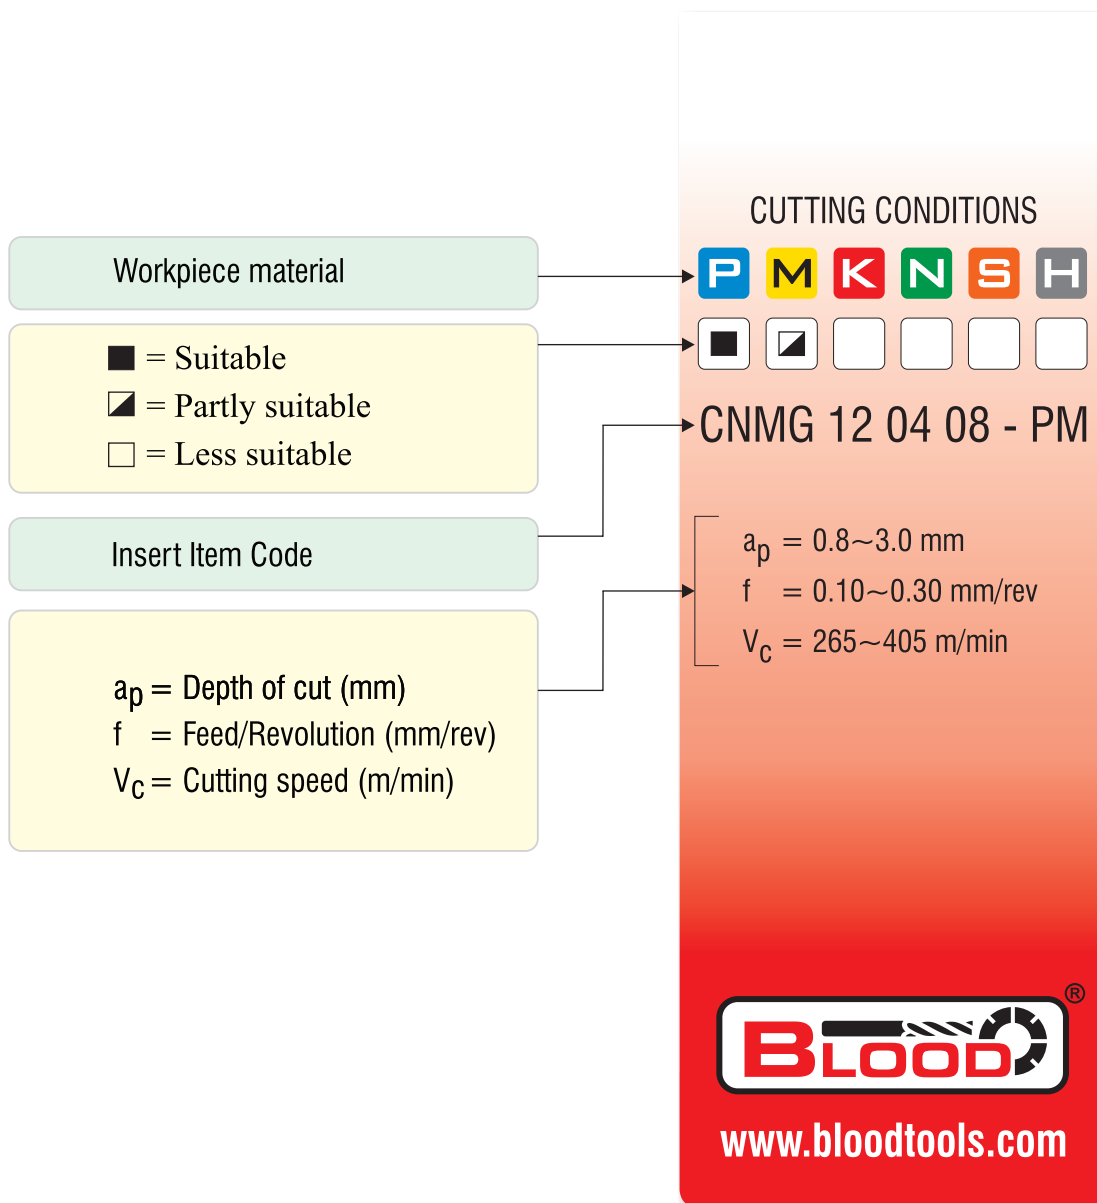 Workpiece material
= Suitable
= Partly suitable
= Less suitable
Insert Item Code
ap = Depth of cut (mm)
f = Feed/Revolution (mm/rev)
Vc = Cutting speed (m/min)
CUTTING CONDITIONS
P M K N S H
CNMG 12 04 08 - PM
ap = 0.8~3.0 mm
f = 0.10~0.30 mm/rev
Vc = 265~405 m/min
BLOOD ®
www.bloodtools.com